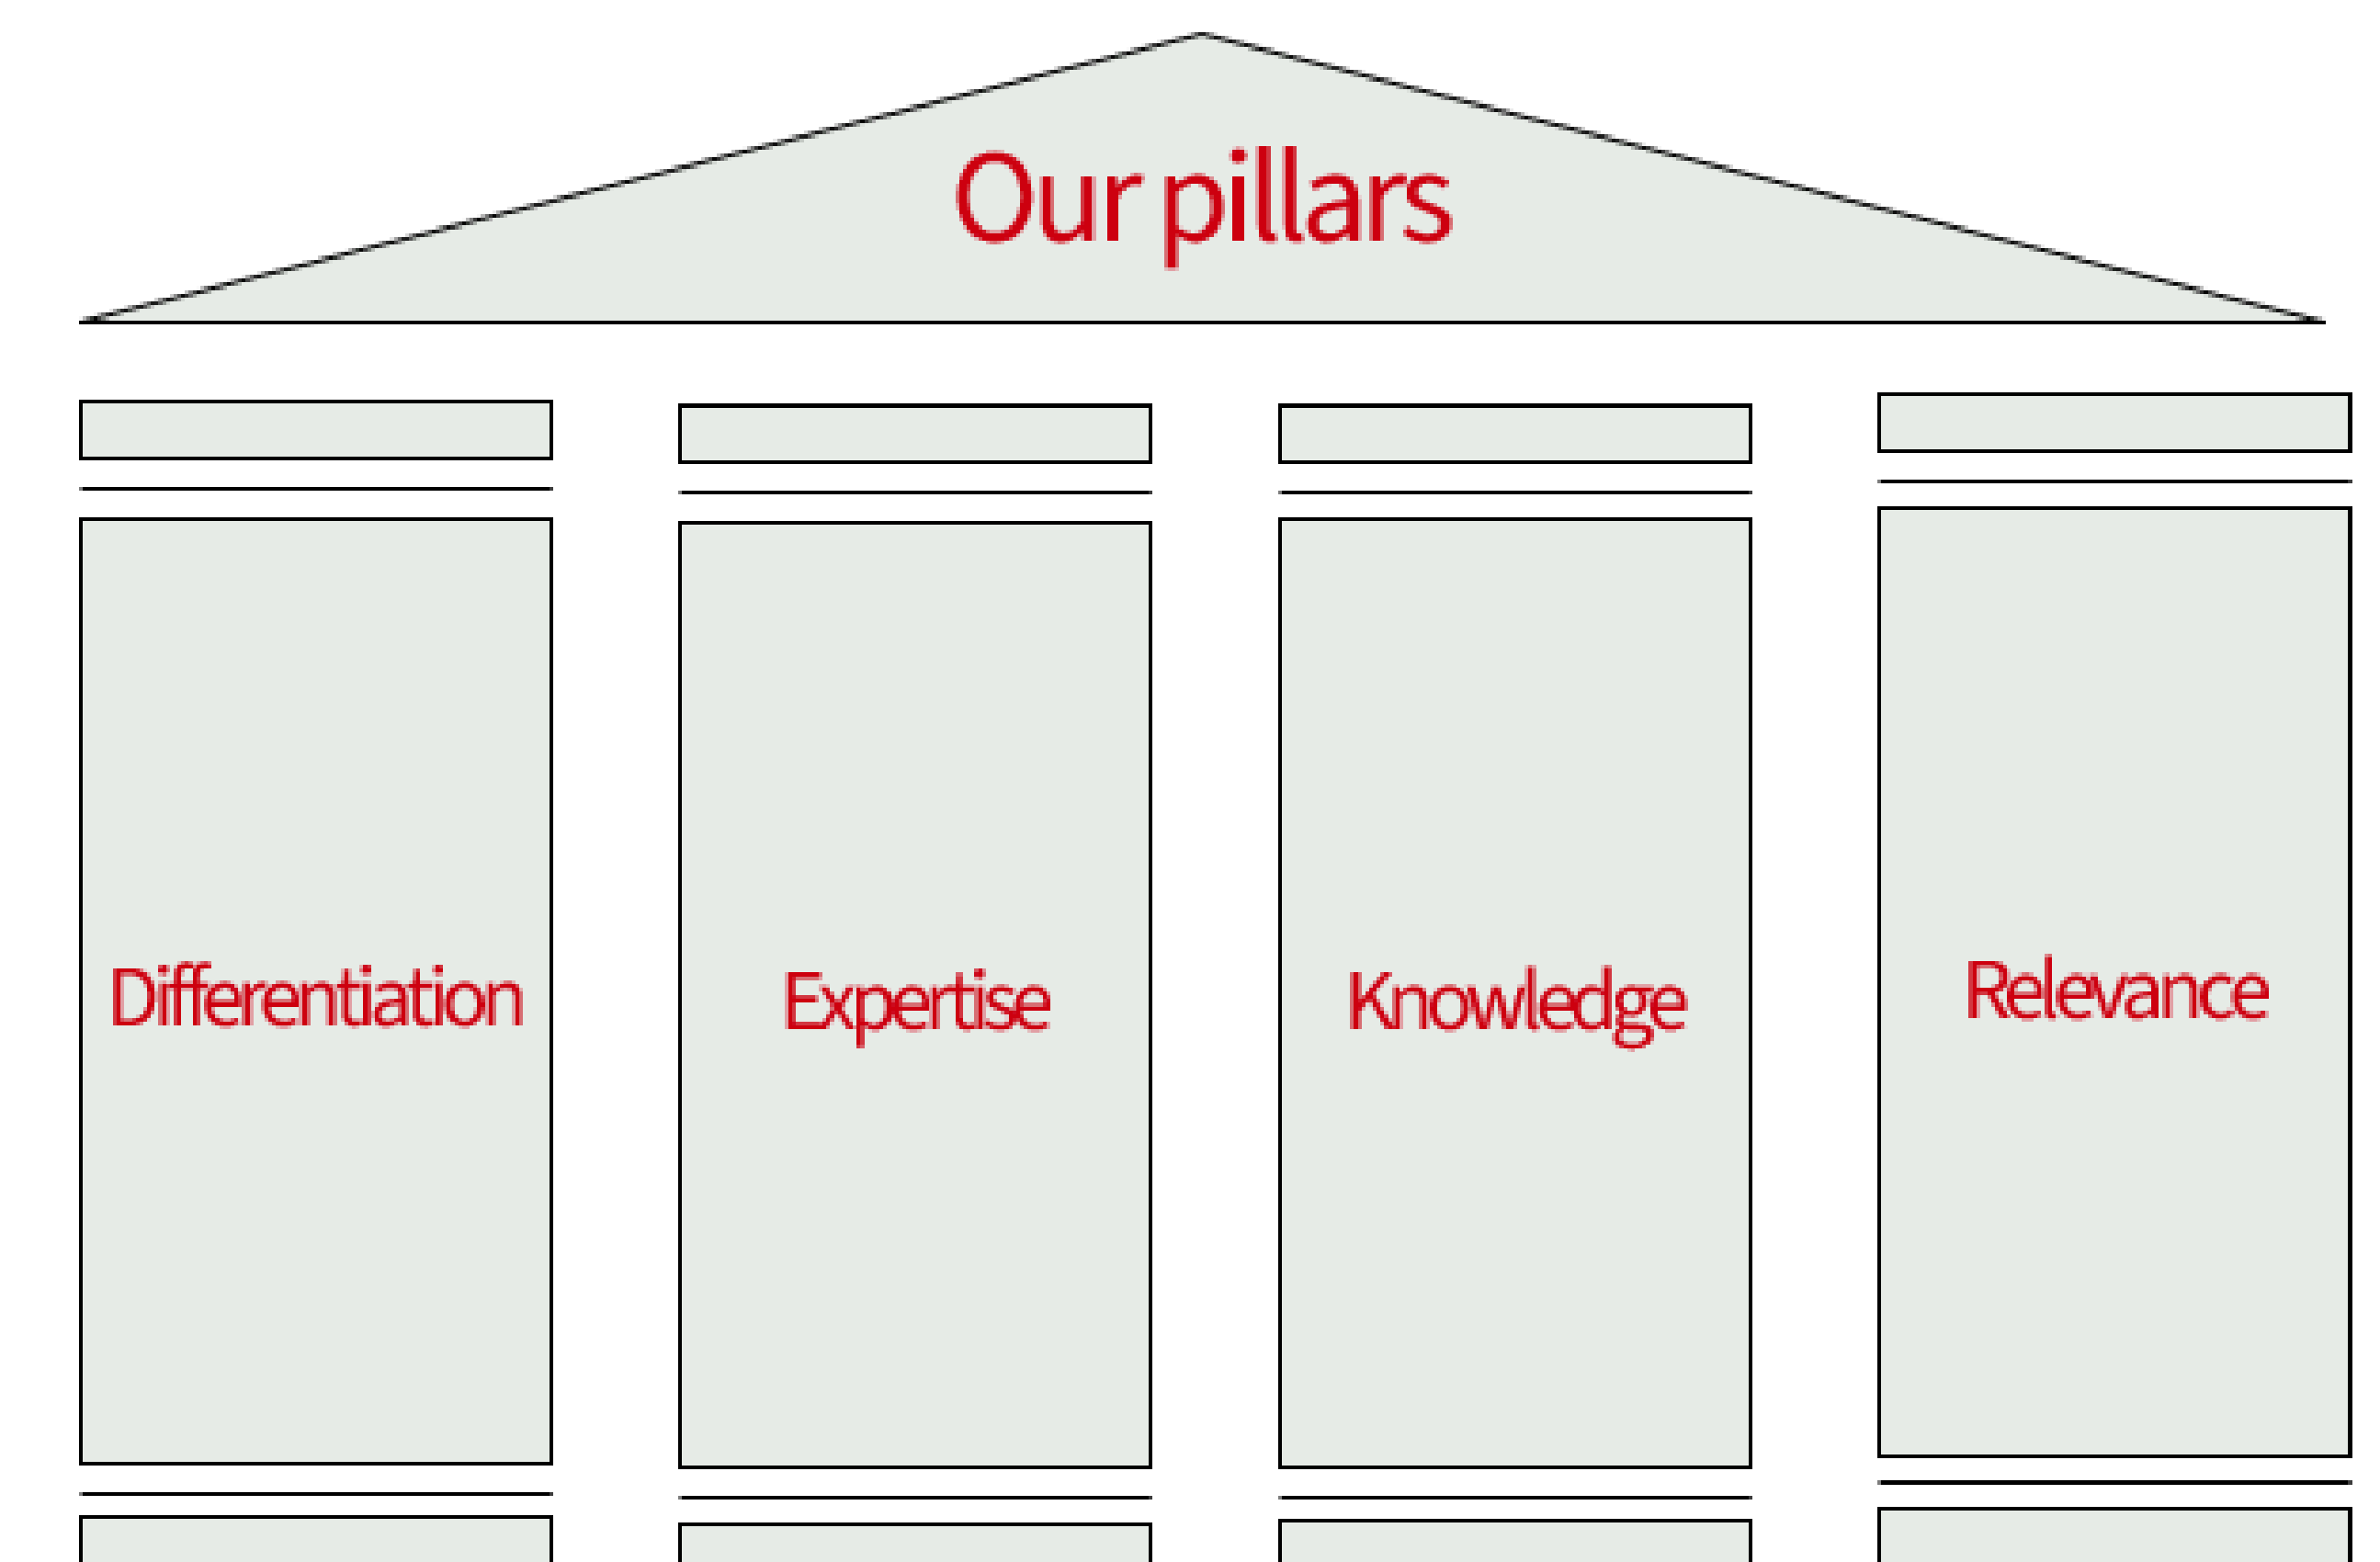 Our pillars
Differentiation
Expertise
Knowledge
Relevance